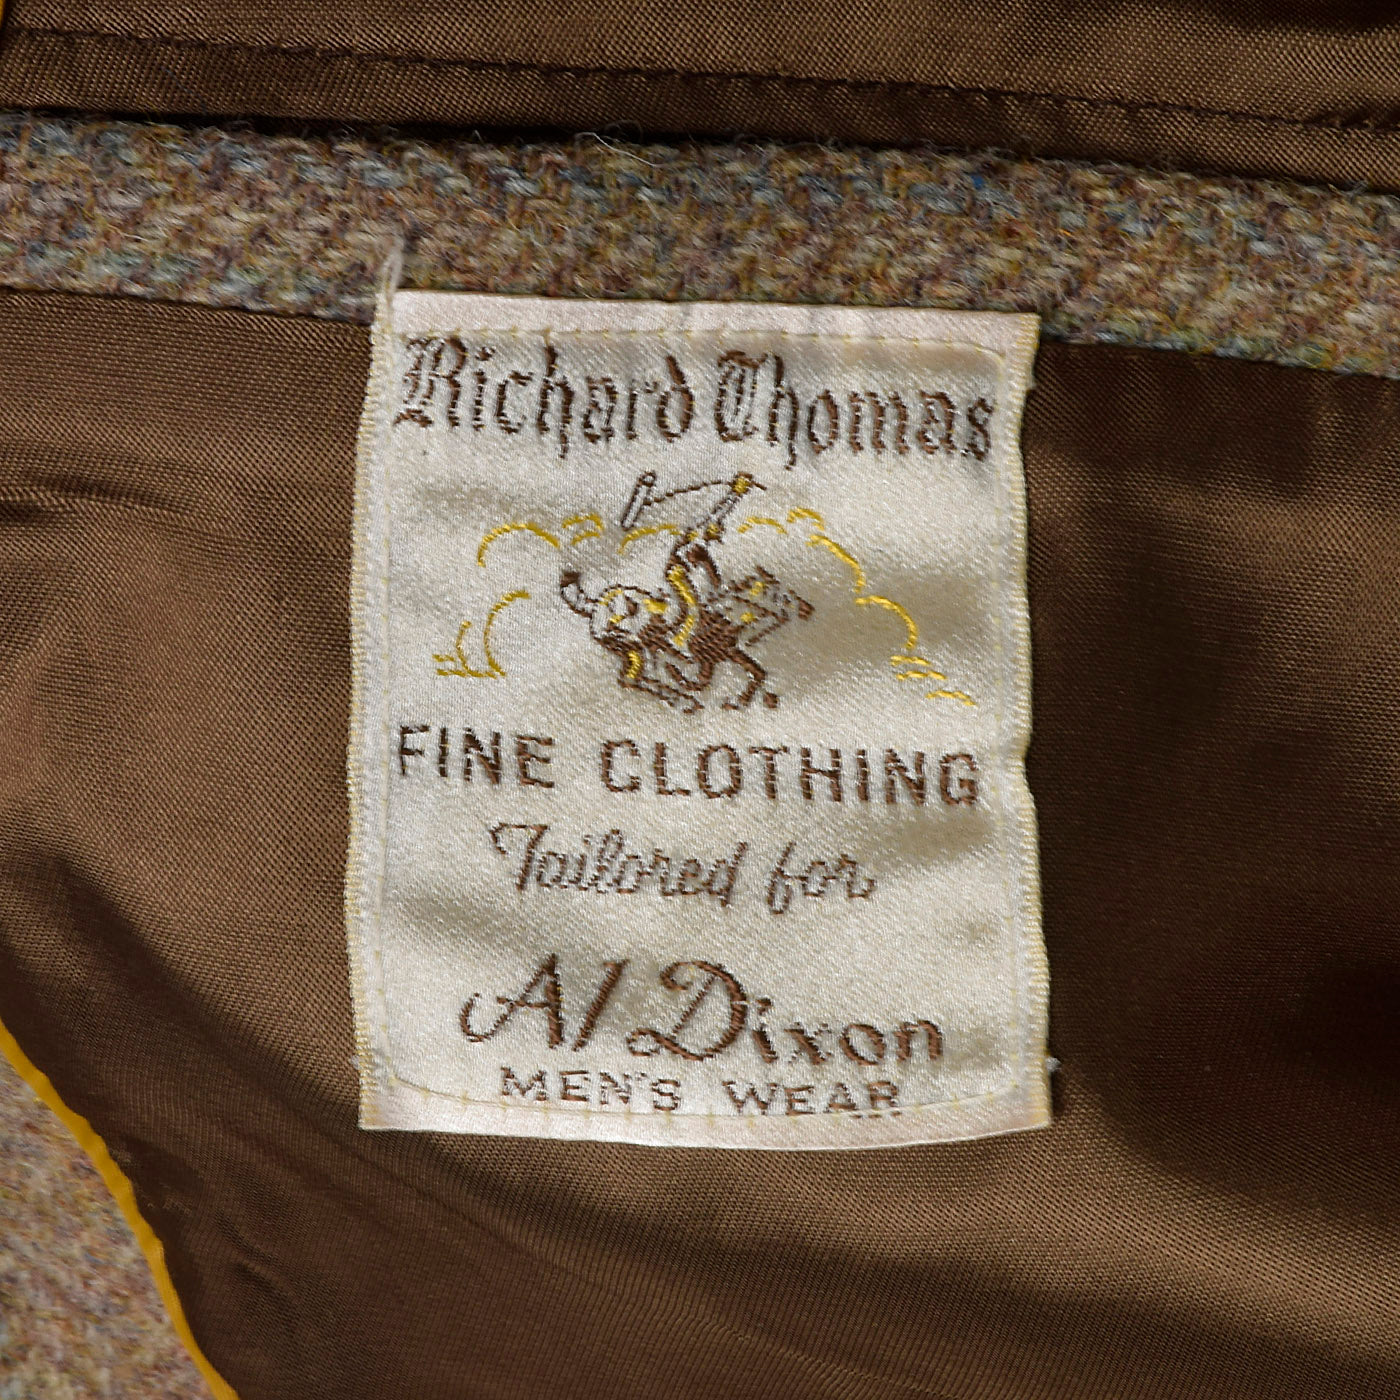 Richard Thomas
FINE CLOTHING
Tailored for
Al Dixon
MEN'S WEAR